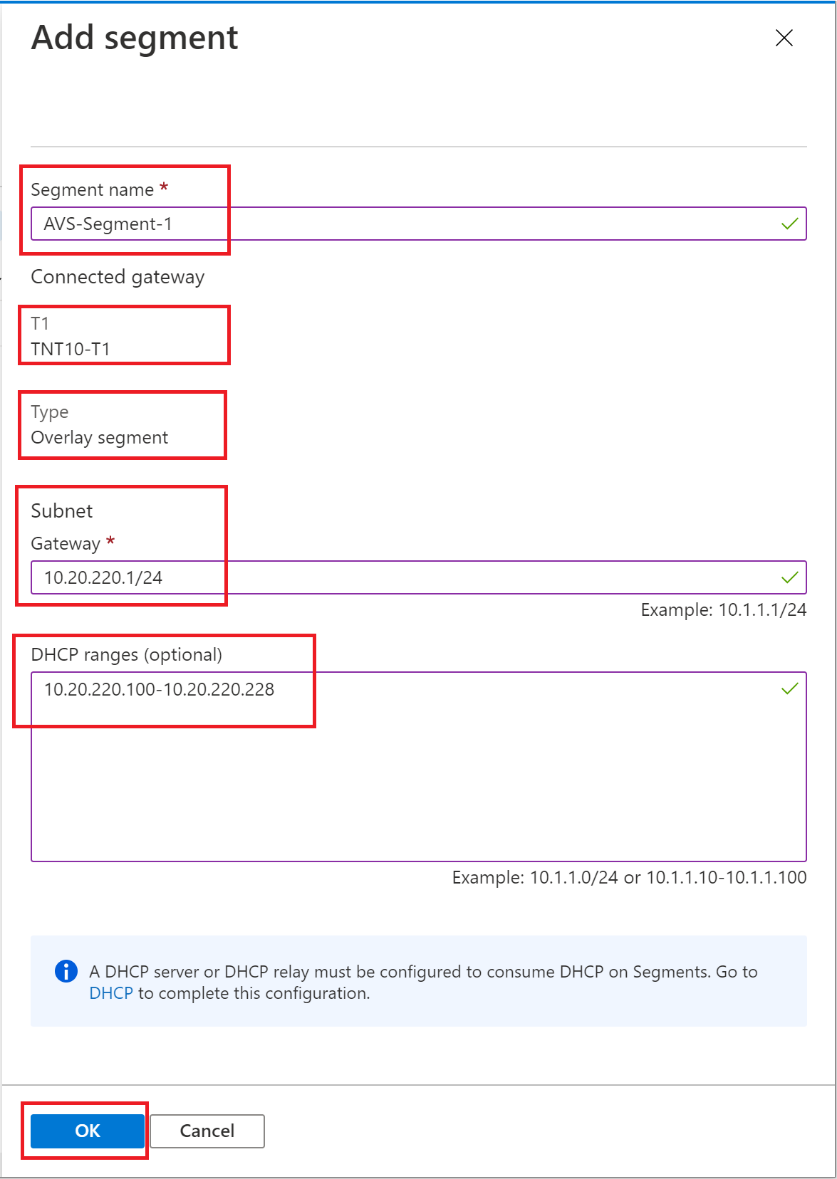 Add segment
Segment name *
AVS-Segment-1
Connected gateway
T1
TNT10-T1
Type
Overlay segment
Subnet
Gateway *
10.20.220.1/24
Example: 10.1.1.1/24
DHCP ranges (optional)
10.20.220.100-10.20.220.228
Example: 10.1.1.0/24 or 10.1.1.10-10.1.1.100
A DHCP server or DHCP relay must be configured to consume DHCP on Segments. Go to
DHCP to complete this configuration.
OK
Cancel